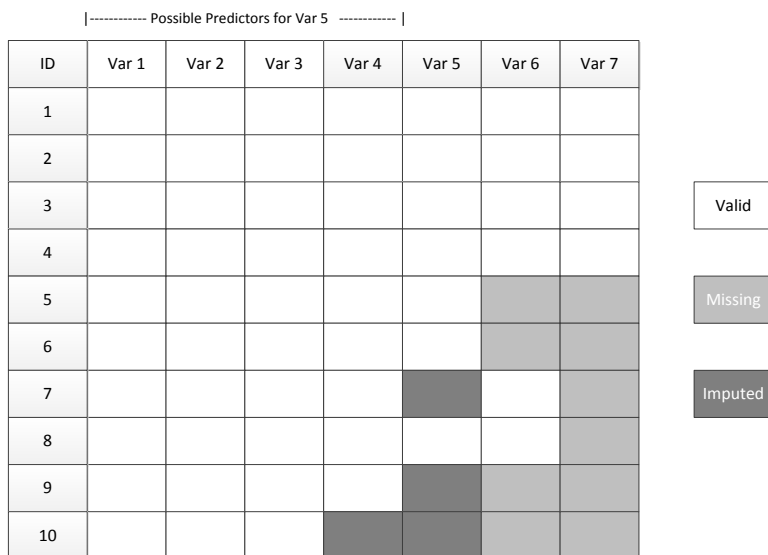 |------------ Possible Predictors for Var 5 ------------ |
ID Var 1 Var 2 Var 3 Var 4 Var 5 Var 6 Var 7
1
2
3
Valid
4
5
Missing
6
7
Imputed
8
9
10